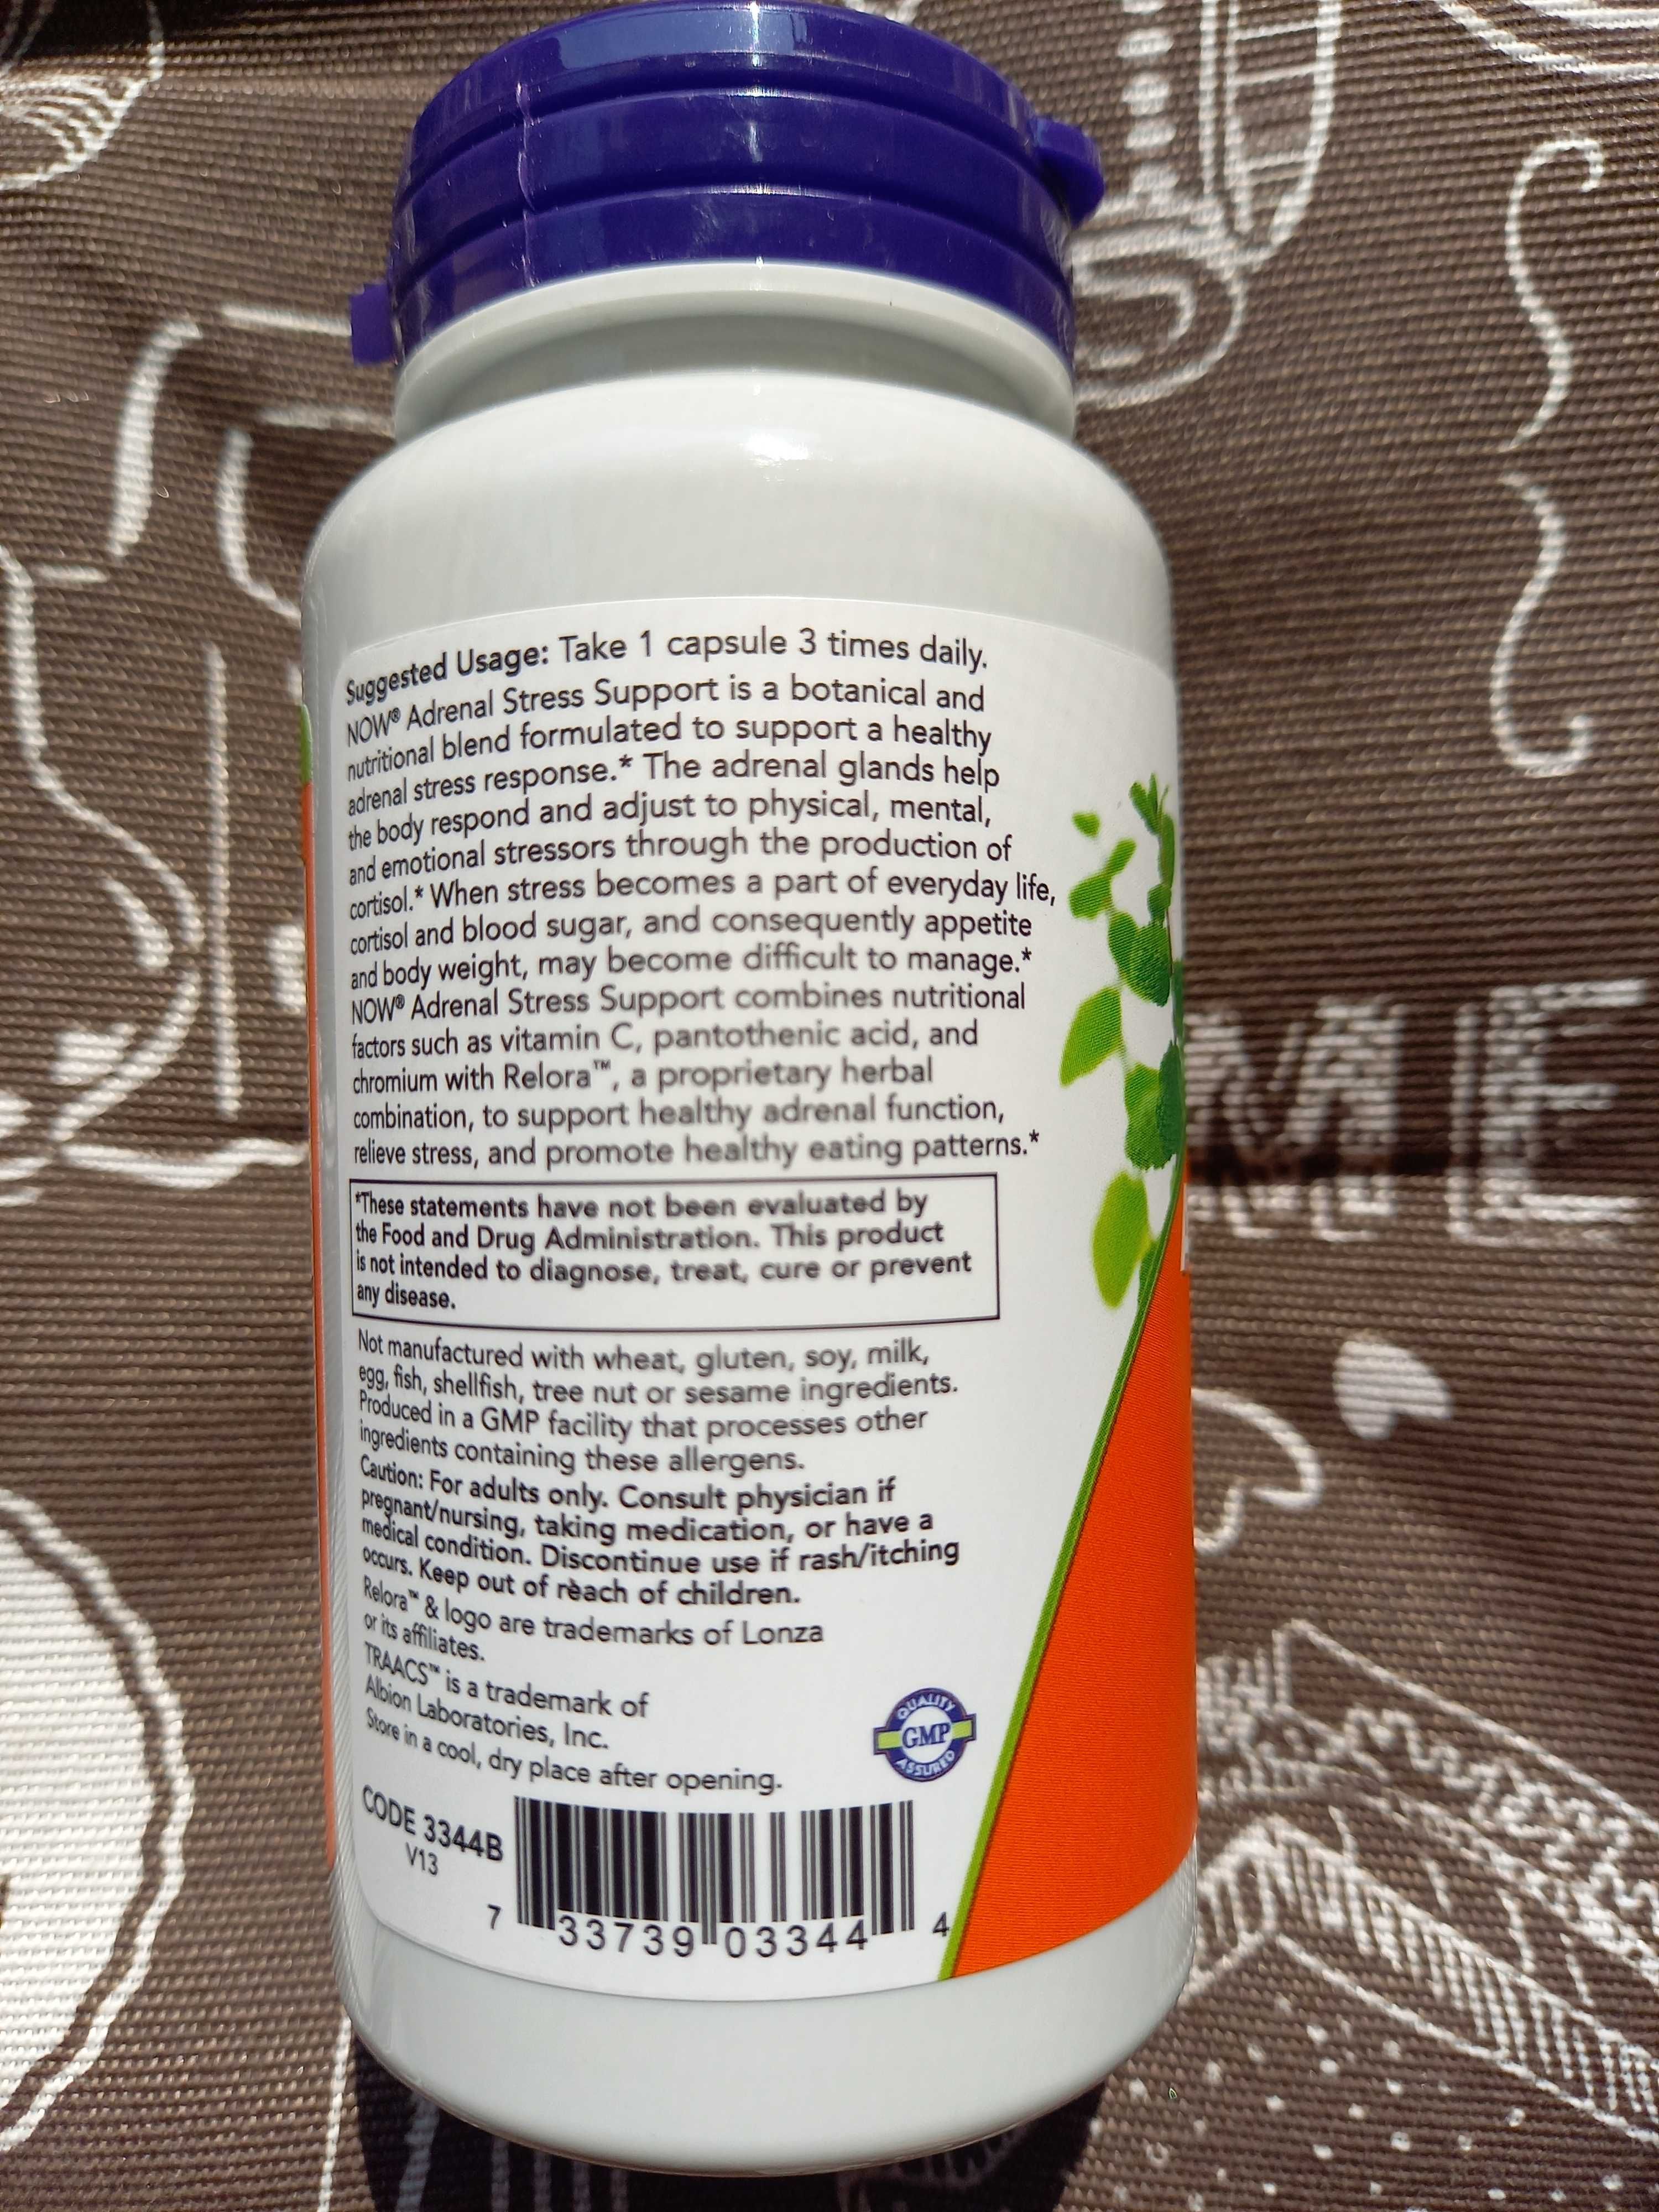 Suggested Usage: Take 1 capsule 3 times daily.
NOW® Adrenal Stress Support is a botanical and
nutritional blend formulated to support a healthy
adrenal stress response.* The adrenal glands help
the body respond and adjust to physical, mental,
and emotional stressors through the production of
cortisol.* When stress becomes a part of everyday life,
cortisol and blood sugar, and consequently appetite
and body weight, may become difficult to manage.*
NOW® Adrenal Stress Support combines nutritional
factors such as vitamin C, pantothenic acid, and
chromium with Relora™, a proprietary herbal
combination, to support healthy adrenal function,
relieve stress, and promote healthy eating patterns.*
*These statements have not been evaluated by
the Food and Drug Administration. This product
is not intended to diagnose, treat, cure or prevent
any disease.
Not manufactured with wheat, gluten, soy, milk,
egg, fish, shellfish, tree nut or sesame ingredients.
Produced in a GMP facility that processes other
ingredients containing these allergens.
Caution: For adults only. Consult physician if
pregnant/nursing, taking medication, or have a
medical condition. Discontinue use if rash/itching
occurs. Keep out of reach of children.
Relora™ & logo are trademarks of Lonza
or its affiliates.
TRAACS™ is a trademark of
Albion Laboratories, Inc.
Store in a cool, dry place after opening.
QUALITY
GMP
ASSURED
CODE 3344B
V13
7 33739 03344 4
ME